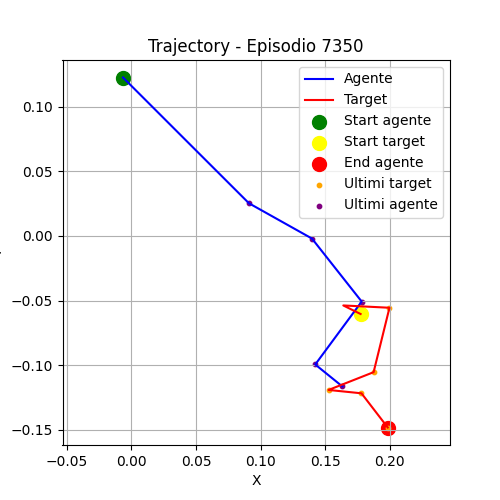 Trajectory - Episodio 7350
Agente
Target
Start agente
Start target
End agente
Ultimi target
Ultimi agente
0.10
0.05
0.00
−0.05
−0.10
−0.15
−0.05
0.00
0.05
0.10
0.15
0.20
X